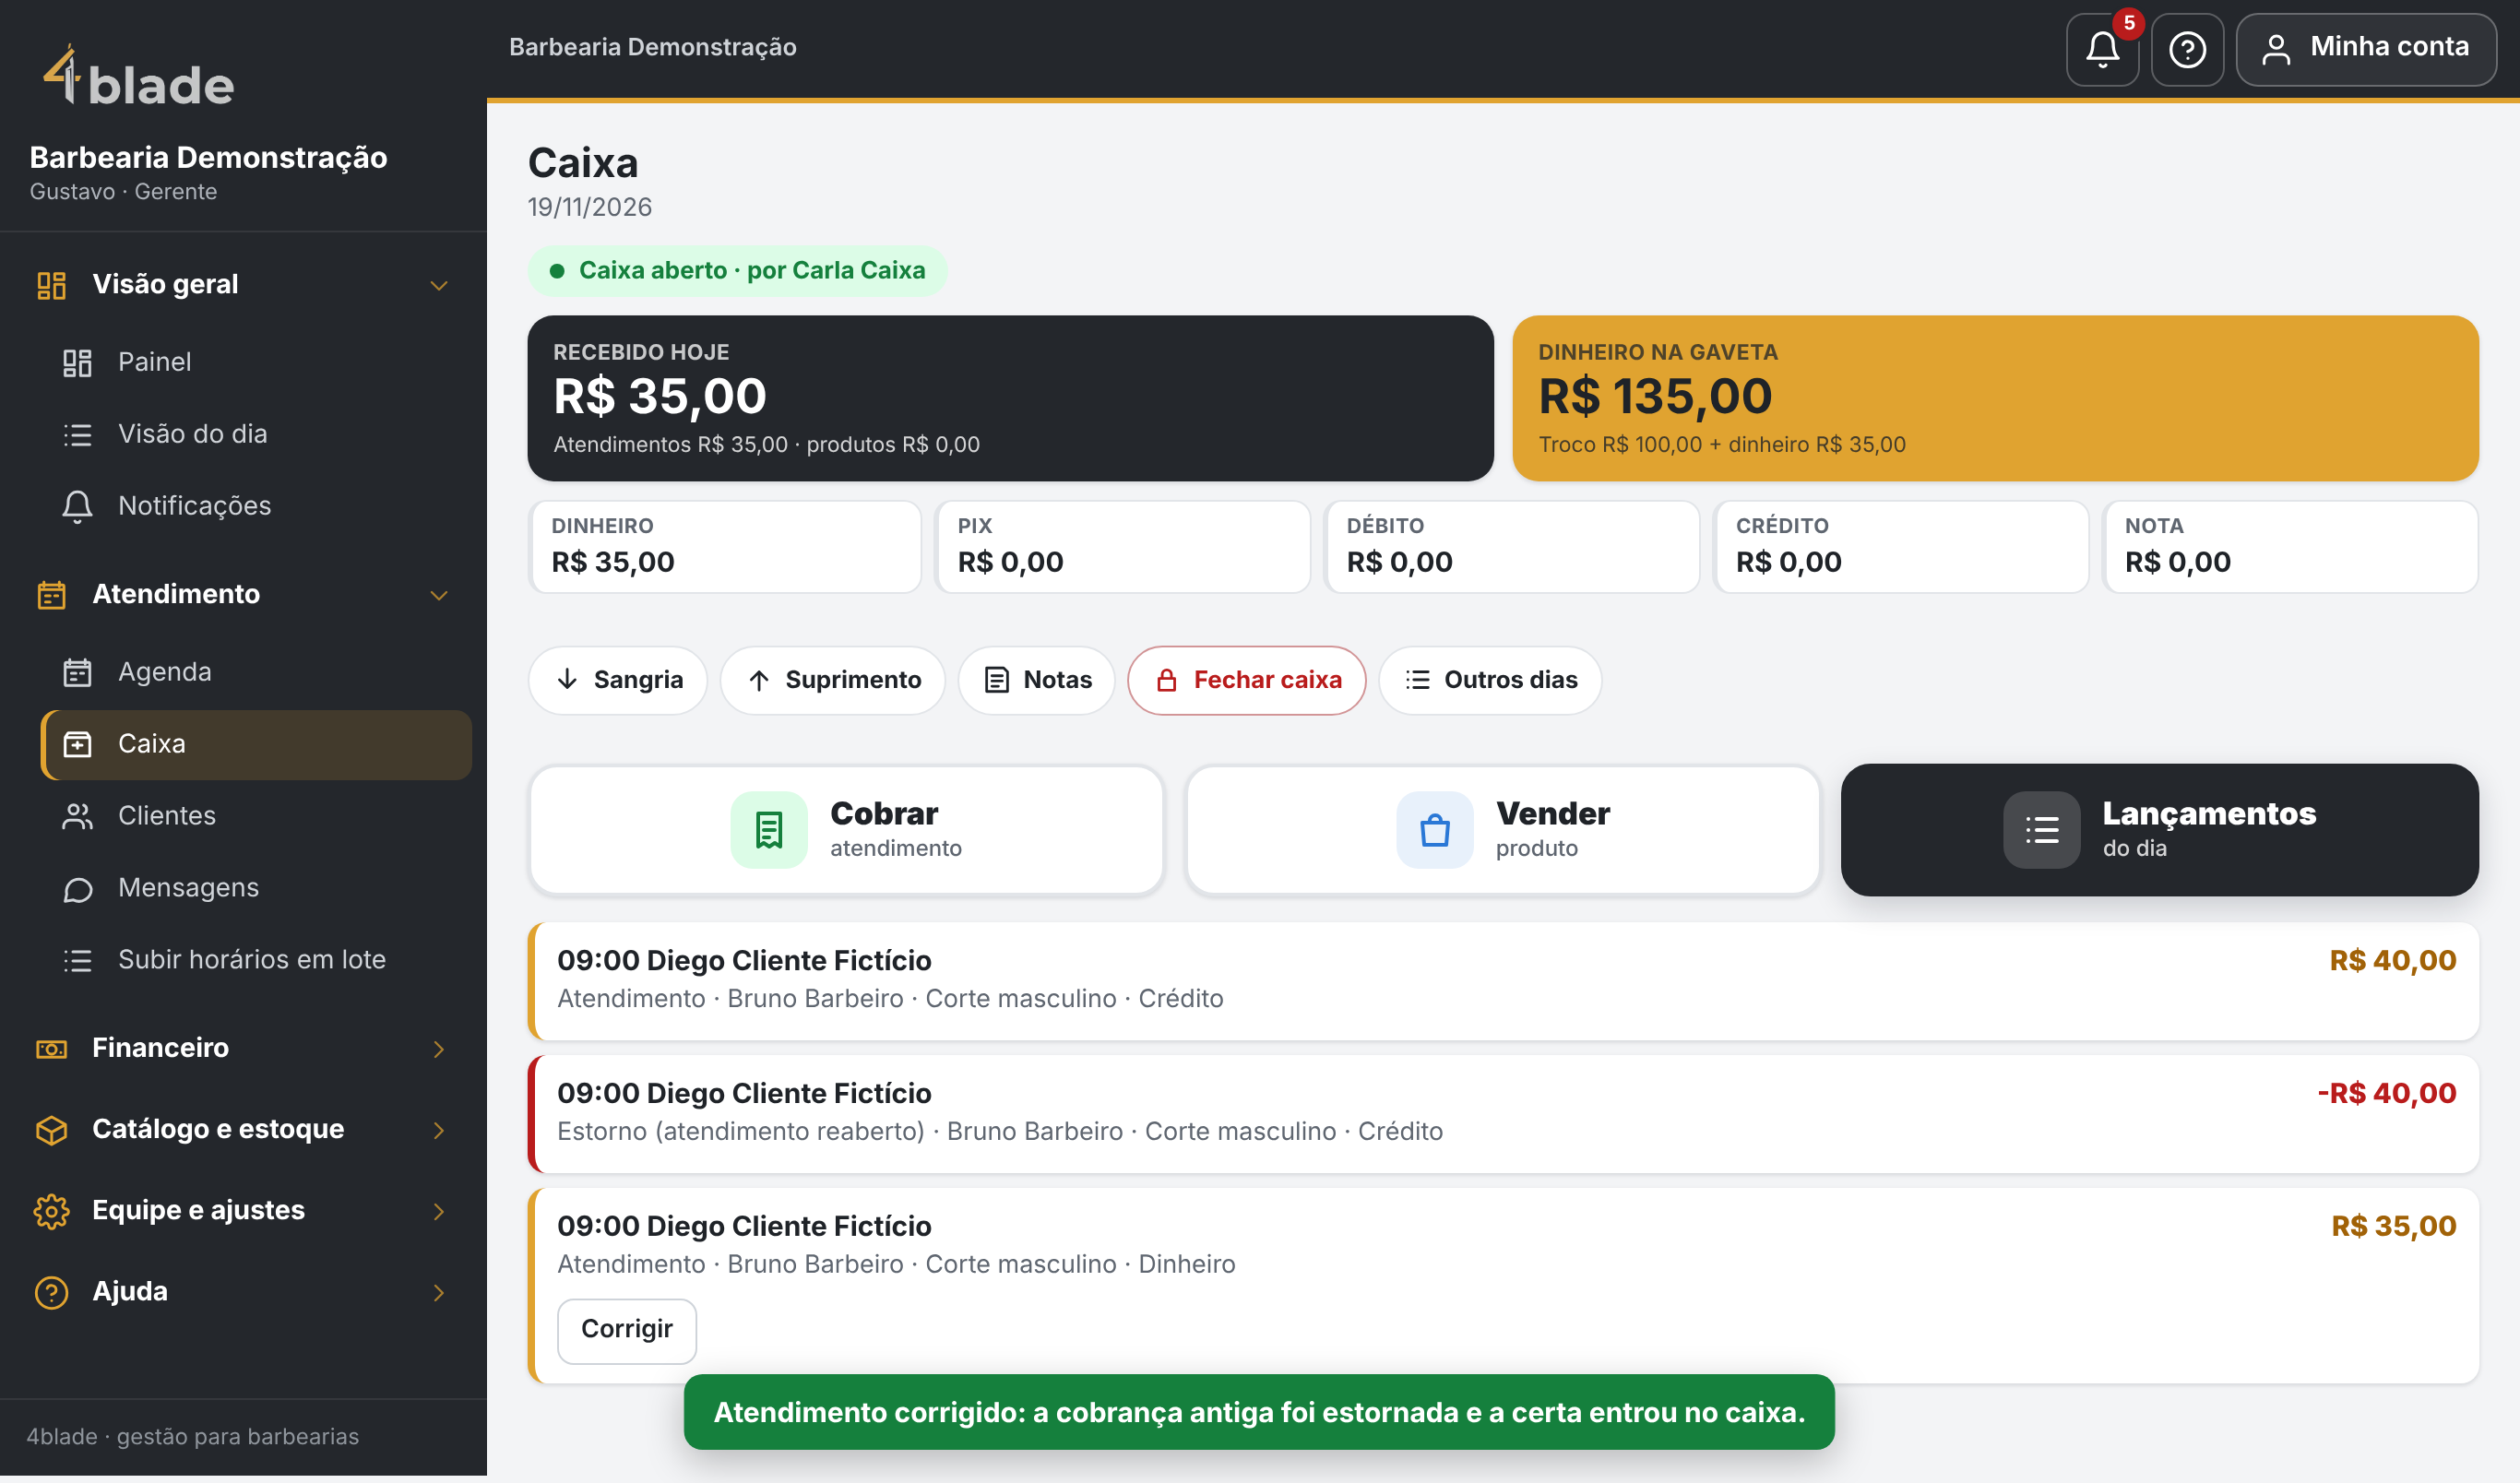 4blade
Barbearia Demonstração
Gustavo · Gerente
Visão geral
Painel
Visão do dia
Notificações
Atendimento
Agenda
Caixa
Clientes
Mensagens
Subir horários em lote
Financeiro
Catálogo e estoque
Equipe e ajustes
Ajuda
4blade · gestão para barbearias
Barbearia Demonstração
5
Minha conta
Caixa
19/11/2026
Caixa aberto · por Carla Caixa
RECEBIDO HOJE
R$ 35,00
Atendimentos R$ 35,00 · produtos R$ 0,00
DINHEIRO NA GAVETA
R$ 135,00
Troco R$ 100,00 + dinheiro R$ 35,00
DINHEIRO
R$ 35,00
PIX
R$ 0,00
DÉBITO
R$ 0,00
CRÉDITO
R$ 0,00
NOTA
R$ 0,00
Sangria
Suprimento
Notas
Fechar caixa
Outros dias
Cobrar
atendimento
Vender
produto
Lançamentos
do dia
09:00 Diego Cliente Fictício
R$ 40,00
Atendimento · Bruno Barbeiro · Corte masculino · Crédito
09:00 Diego Cliente Fictício
-R$ 40,00
Estorno (atendimento reaberto) · Bruno Barbeiro · Corte masculino · Crédito
09:00 Diego Cliente Fictício
R$ 35,00
Atendimento · Bruno Barbeiro · Corte masculino · Dinheiro
Corrigir
Atendimento corrigido: a cobrança antiga foi estornada e a certa entrou no caixa.